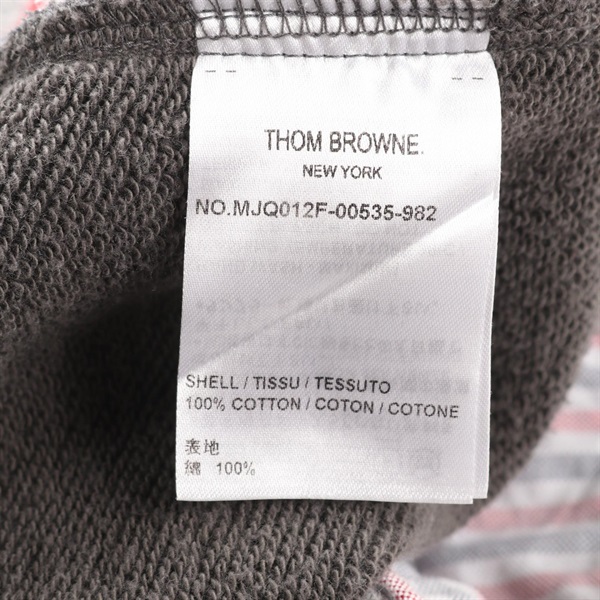 THOM BROWNE.
NEW YORK
NO.MJQ012F-00535-982
SHELL / TISSU / TESSUTO
100% COTTON / COTON / COTONE
表地
綿 100%